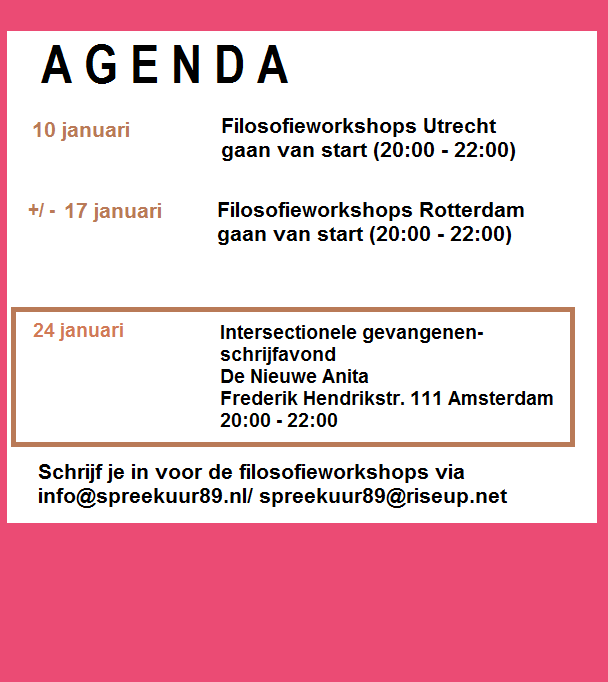 AGENDA
10 januari
Filosofieworkshops Utrecht
gaan van start (20:00 - 22:00)
+/ - 17 januari
Filosofieworkshops Rotterdam
gaan van start (20:00 - 22:00)
24 januari
Intersectionele gevangenen-
schrijfavond
De Nieuwe Anita
Frederik Hendrikstr. 111 Amsterdam
20:00 - 22:00
Schrijf je in voor de filosofieworkshops via
info@spreekuur89.nl/ spreekuur89@riseup.net